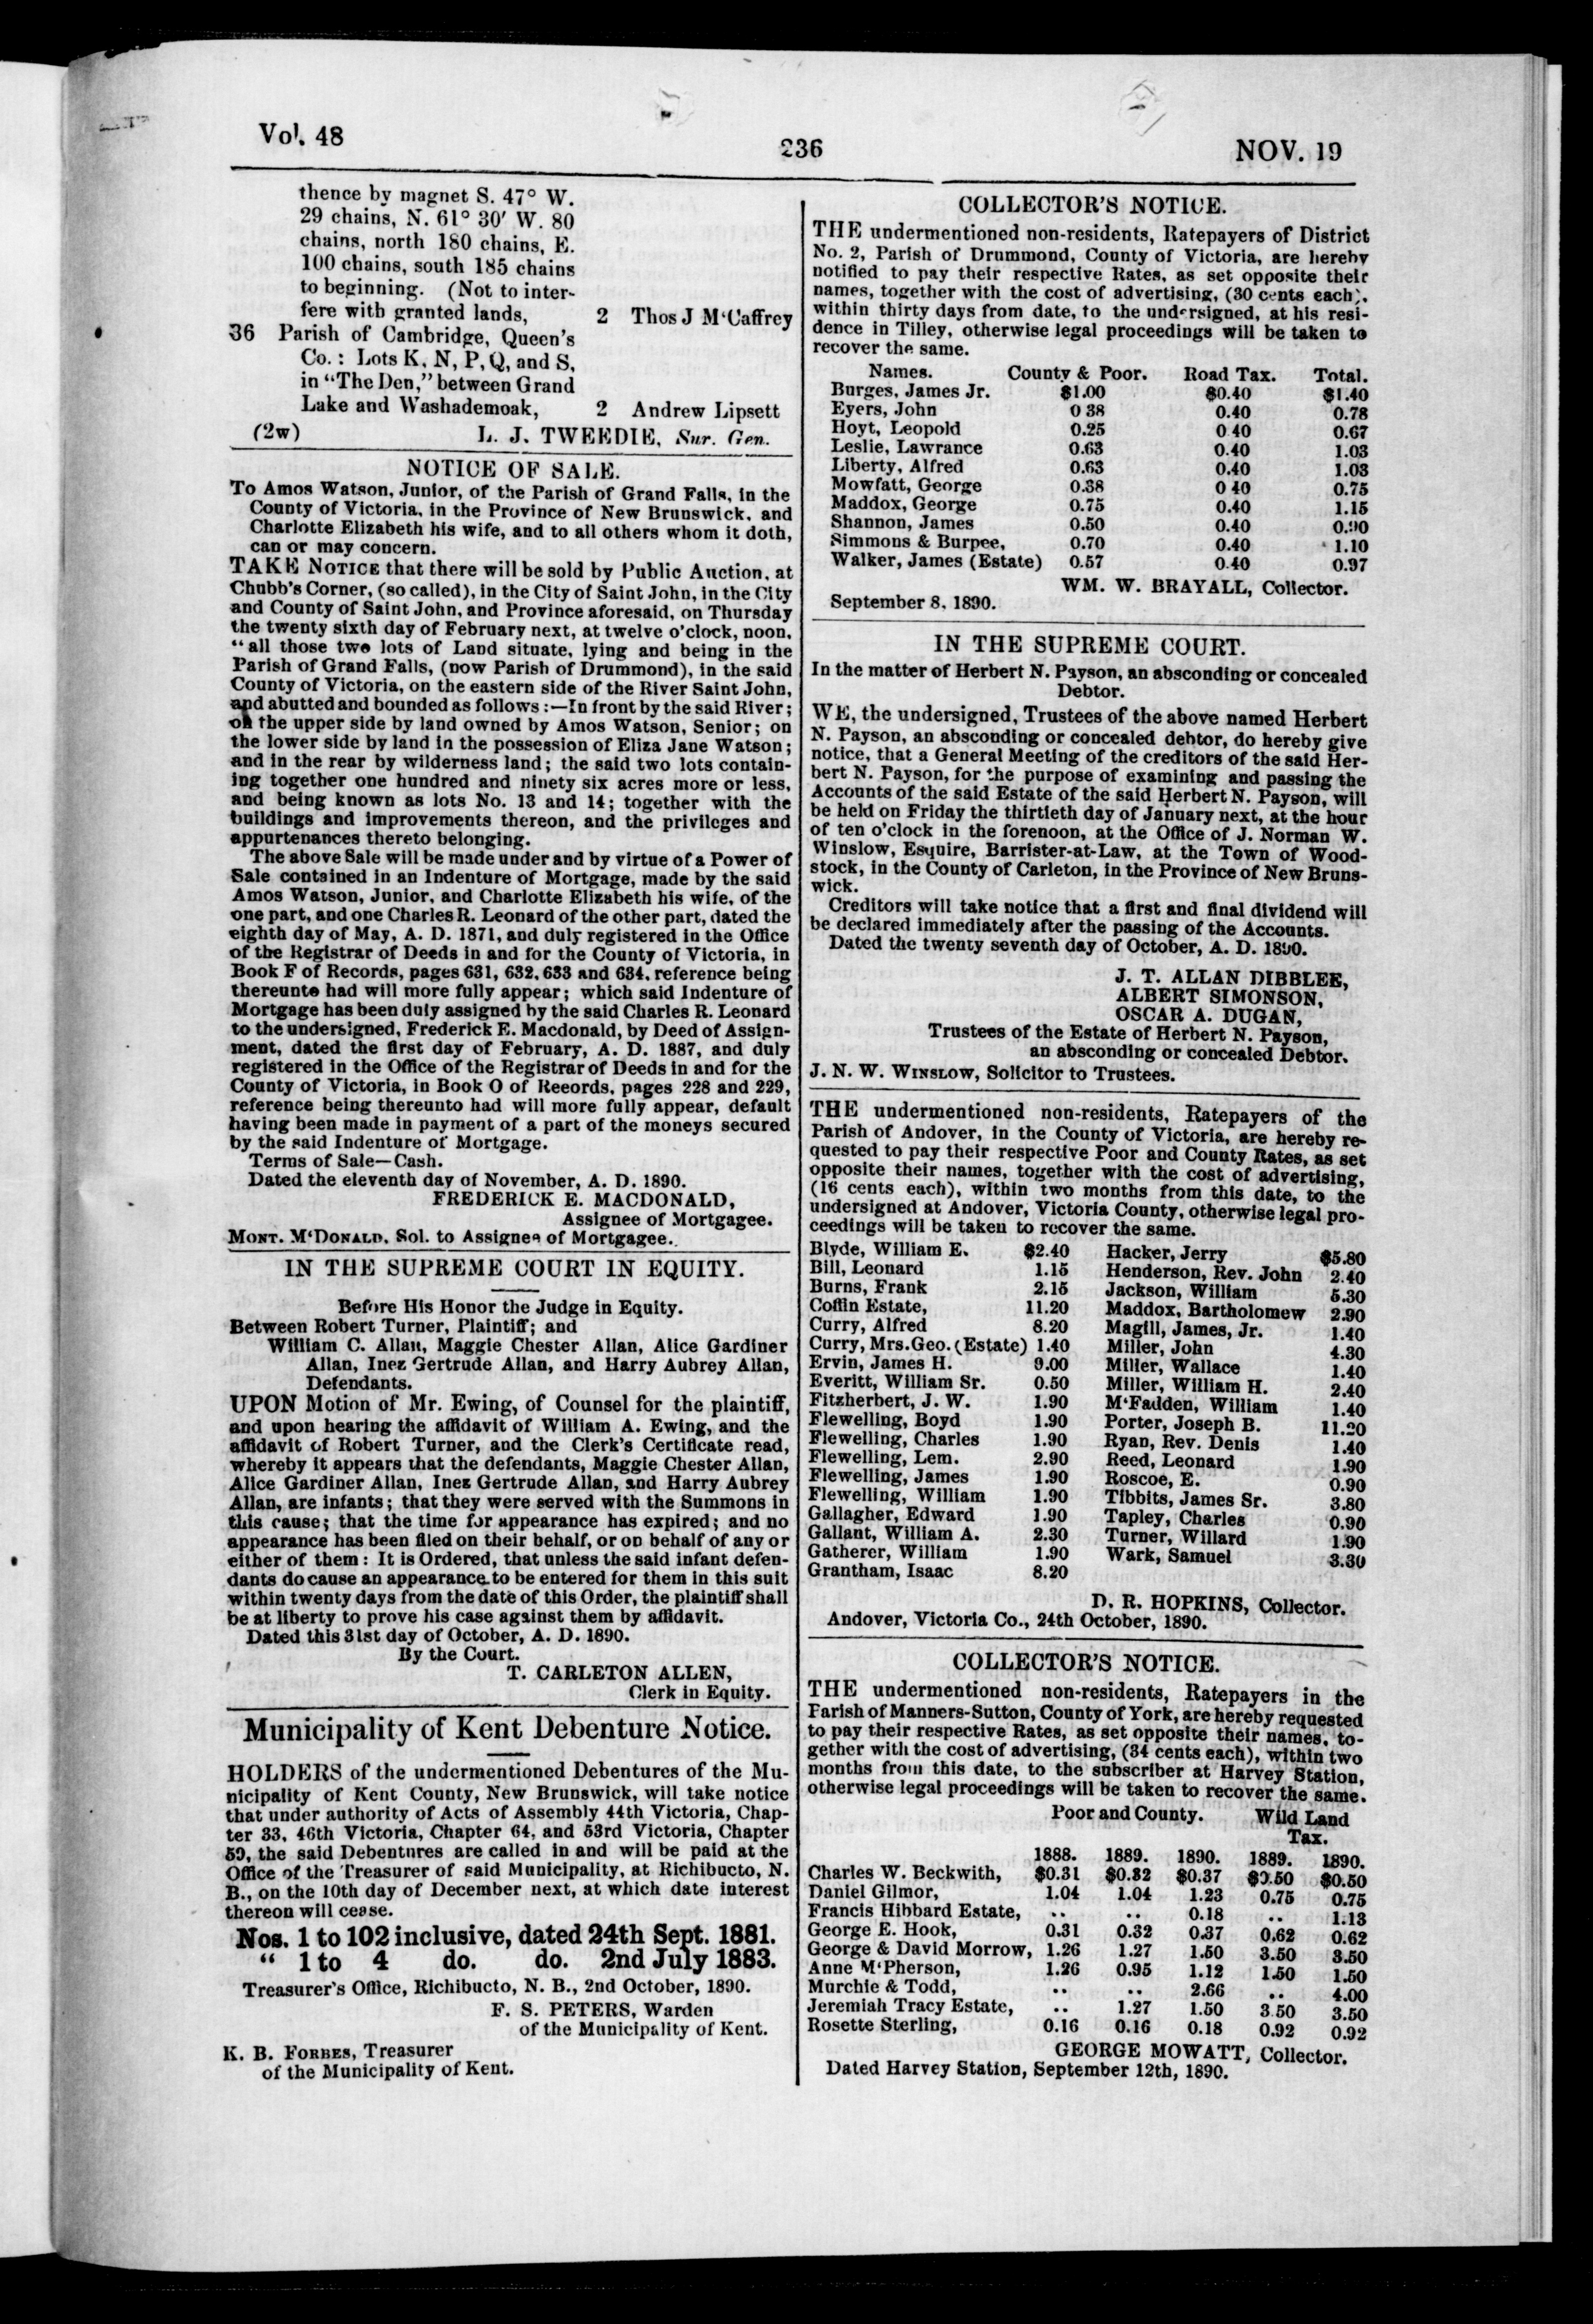 Vol. 48
236
NOV. 19
thence by magnet S. 47° W.
29 chains, N. 61° 30′ W. 80
chains, north 180 chains, E.
100 chains, south 185 chains
to beginning. (Not to inter-
fere with granted lands, 2 Thos J M‘Caffrey
36 Parish of Cambridge, Queen's
Co.: Lots K, N, P, Q, and S,
in "The Den," between Grand
Lake and Washademoak, 2 Andrew Lipsett
(2w) L. J. TWEEDIE, Sur. Gen.
NOTICE OF SALE.
To Amos Watson, Junior, of the Parish of Grand Falls, in the
County of Victoria, in the Province of New Brunswick, and
Charlotte Elizabeth his wife, and to all others whom it doth,
can or may concern.
TAKE NOTICE that there will be sold by Public Auction, at
Chubb's Corner, (so called), in the City of Saint John, in the City
and County of Saint John, and Province aforesaid, on Thursday
the twenty sixth day of February next, at twelve o'clock, noon,
"all those two lots of Land situate, lying and being in the
Parish of Grand Falls, (now Parish of Drummond), in the said
County of Victoria, on the eastern side of the River Saint John,
and abutted and bounded as follows:—In front by the said River;
on the upper side by land owned by Amos Watson, Senior; on
the lower side by land in the possession of Eliza Jane Watson;
and in the rear by wilderness land; the said two lots contain-
ing together one hundred and ninety six acres more or less,
and being known as lots No. 13 and 14; together with the
buildings and improvements thereon, and the privileges and
appurtenances thereto belonging.
The above Sale will be made under and by virtue of a Power of
Sale contained in an Indenture of Mortgage, made by the said
Amos Watson, Junior, and Charlotte Elizabeth his wife, of the
one part, and one Charles R. Leonard of the other part, dated the
eighth day of May, A. D. 1871, and duly registered in the Office
of the Registrar of Deeds in and for the County of Victoria, in
Book F of Records, pages 631, 632, 633 and 634, reference being
thereunto had will more fully appear; which said Indenture of
Mortgage has been duly assigned by the said Charles R. Leonard
to the undersigned, Frederick E. Macdonald, by Deed of Assign-
ment, dated the first day of February, A. D. 1887, and duly
registered in the Office of the Registrar of Deeds in and for the
County of Victoria, in Book O of Reeords, pages 228 and 229,
reference being thereunto had will more fully appear, default
having been made in payment of a part of the moneys secured
by the said Indenture of Mortgage.
Terms of Sale—Cash.
Dated the eleventh day of November, A. D. 1890.
FREDERICK E. MACDONALD,
Assignee of Mortgagee.
MONT. M‘DONALD, Sol. to Assignee of Mortgagee.
IN THE SUPREME COURT IN EQUITY.
Before His Honor the Judge in Equity.
Between Robert Turner, Plaintiff; and
William C. Allan, Maggie Chester Allan, Alice Gardiner
Allan, Inez Gertrude Allan, and Harry Aubrey Allan,
Defendants.
UPON Motion of Mr. Ewing, of Counsel for the plaintiff,
and upon hearing the affidavit of William A. Ewing, and the
affidavit of Robert Turner, and the Clerk's Certificate read,
whereby it appears that the defendants, Maggie Chester Allan,
Alice Gardiner Allan, Inez Gertrude Allan, and Harry Aubrey
Allan, are infants; that they were served with the Summons in
this cause; that the time for appearance has expired; and no
appearance has been filed on their behalf, or on behalf of any or
either of them: It is Ordered, that unless the said infant defen-
dants do cause an appearance to be entered for them in this suit
within twenty days from the date of this Order, the plaintiff shall
be at liberty to prove his case against them by affidavit.
Dated this 31st day of October, A. D. 1890.
By the Court.
T. CARLETON ALLEN,
Clerk in Equity.
Municipality of Kent Debenture Notice.
HOLDERS of the undermentioned Debentures of the Mu-
nicipality of Kent County, New Brunswick, will take notice
that under authority of Acts of Assembly 44th Victoria, Chap-
ter 33, 46th Victoria, Chapter 64, and 53rd Victoria, Chapter
59, the said Debentures are called in and will be paid at the
Office of the Treasurer of said Municipality, at Richibucto, N.
B., on the 10th day of December next, at which date interest
thereon will cease.
Nos. 1 to 102 inclusive, dated 24th Sept. 1881.
" 1 to 4 do. do. 2nd July 1883.
Treasurer's Office, Richibucto, N. B., 2nd October, 1890.
F. S. PETERS, Warden
of the Municipality of Kent.
K. B. FORBES, Treasurer
of the Municipality of Kent.
COLLECTOR'S NOTICE.
THE undermentioned non-residents, Ratepayers of District
No. 2, Parish of Drummond, County of Victoria, are hereby
notified to pay their respective Rates, as set opposite their
names, together with the cost of advertising, (30 cents each),
within thirty days from date, to the undersigned, at his resi-
dence in Tilley, otherwise legal proceedings will be taken to
recover the same.
Names. County & Poor. Road Tax. Total.
Burges, James Jr. $1.00 $0.40 $1.40
Eyers, John 0 38 0.40 0.78
Hoyt, Leopold 0.25 0 40 0.67
Leslie, Lawrance 0.63 0.40 1.03
Liberty, Alfred 0.63 0.40 1.03
Mowfatt, George 0.38 0 40 0.75
Maddox, George 0.75 0.40 1.15
Shannon, James 0.50 0.40 0.90
Simmons & Burpee, 0.70 0.40 1.10
Walker, James (Estate) 0.57 0.40 0.97
WM. W. BRAYALL, Collector.
September 8, 1890.
IN THE SUPREME COURT.
In the matter of Herbert N. Payson, an absconding or concealed
Debtor.
WE, the undersigned, Trustees of the above named Herbert
N. Payson, an absconding or concealed debtor, do hereby give
notice, that a General Meeting of the creditors of the said Her-
bert N. Payson, for the purpose of examining and passing the
Accounts of the said Estate of the said Herbert N. Payson, will
be held on Friday the thirtieth day of January next, at the hour
of ten o'clock in the forenoon, at the Office of J. Norman W.
Winslow, Esquire, Barrister-at-Law, at the Town of Wood-
stock, in the County of Carleton, in the Province of New Bruns-
wick.
Creditors will take notice that a first and final dividend will
be declared immediately after the passing of the Accounts.
Dated the twenty seventh day of October, A. D. 1890.
J. T. ALLAN DIBBLEE,
ALBERT SIMONSON,
OSCAR A. DUGAN,
Trustees of the Estate of Herbert N. Payson,
an absconding or concealed Debtor.
J. N. W. WINSLOW, Solicitor to Trustees.
THE undermentioned non-residents, Ratepayers of the
Parish of Andover, in the County of Victoria, are hereby re-
quested to pay their respective Poor and County Rates, as set
opposite their names, together with the cost of advertising,
(16 cents each), within two months from this date, to the
undersigned at Andover, Victoria County, otherwise legal pro-
ceedings will be taken to recover the same.
Blyde, William E. $2.40 Hacker, Jerry $5.80
Bill, Leonard 1.15 Henderson, Rev. John 2.40
Burns, Frank 2.15 Jackson, William 5.30
Coffin Estate, 11.20 Maddox, Bartholomew 2.90
Curry, Alfred 8.20 Magill, James, Jr. 1.40
Curry, Mrs. Geo. (Estate) 1.40 Miller, John 4.30
Ervin, James H. 9.00 Miller, Wallace 1.40
Everitt, William Sr. 0.50 Miller, William H. 2.40
Fitzherbert, J. W. 1.90 M‘Fadden, William 1.40
Flewelling, Boyd 1.90 Porter, Joseph B. 11.20
Flewelling, Charles 1.90 Ryan, Rev. Denis 1.40
Flewelling, Lem. 2.90 Reed, Leonard 1.90
Flewelling, James 1.90 Roscoe, E. 0.90
Flewelling, William 1.90 Tibbits, James Sr. 3.80
Gallagher, Edward 1.90 Tapley, Charles 0.90
Gallant, William A. 2.30 Turner, Willard 1.90
Gatherer, William 1.90 Wark, Samuel 3.30
Grantham, Isaac 8.20
D. R. HOPKINS, Collector.
Andover, Victoria Co., 24th October, 1890.
COLLECTOR'S NOTICE.
THE undermentioned non-residents, Ratepayers in the
Parish of Manners-Sutton, County of York, are hereby requested
to pay their respective Rates, as set opposite their names, to-
gether with the cost of advertising, (34 cents each), within two
months from this date, to the subscriber at Harvey Station,
otherwise legal proceedings will be taken to recover the same.
Poor and County. Wild Land
Tax.
1888. 1889. 1890. 1889. 1890.
Charles W. Beckwith, $0.31 $0.32 $0.37 $0.50 $0.50
Daniel Gilmor, 1.04 1.04 1.23 0.75 0.75
Francis Hibbard Estate, .. .. 0.18 .. 1.13
George E. Hook, 0.31 0.32 0.37 0.62 0.62
George & David Morrow, 1.26 1.27 1.50 3.50 3.50
Anne M‘Pherson, 1.26 0.95 1.12 1.50 1.50
Murchie & Todd, .. .. 2.66 .. 4.00
Jeremiah Tracy Estate, .. 1.27 1.50 3 50 3.50
Rosette Sterling, 0.16 0.16 0.18 0.92 0.92
GEORGE MOWATT, Collector.
Dated Harvey Station, September 12th, 1890.